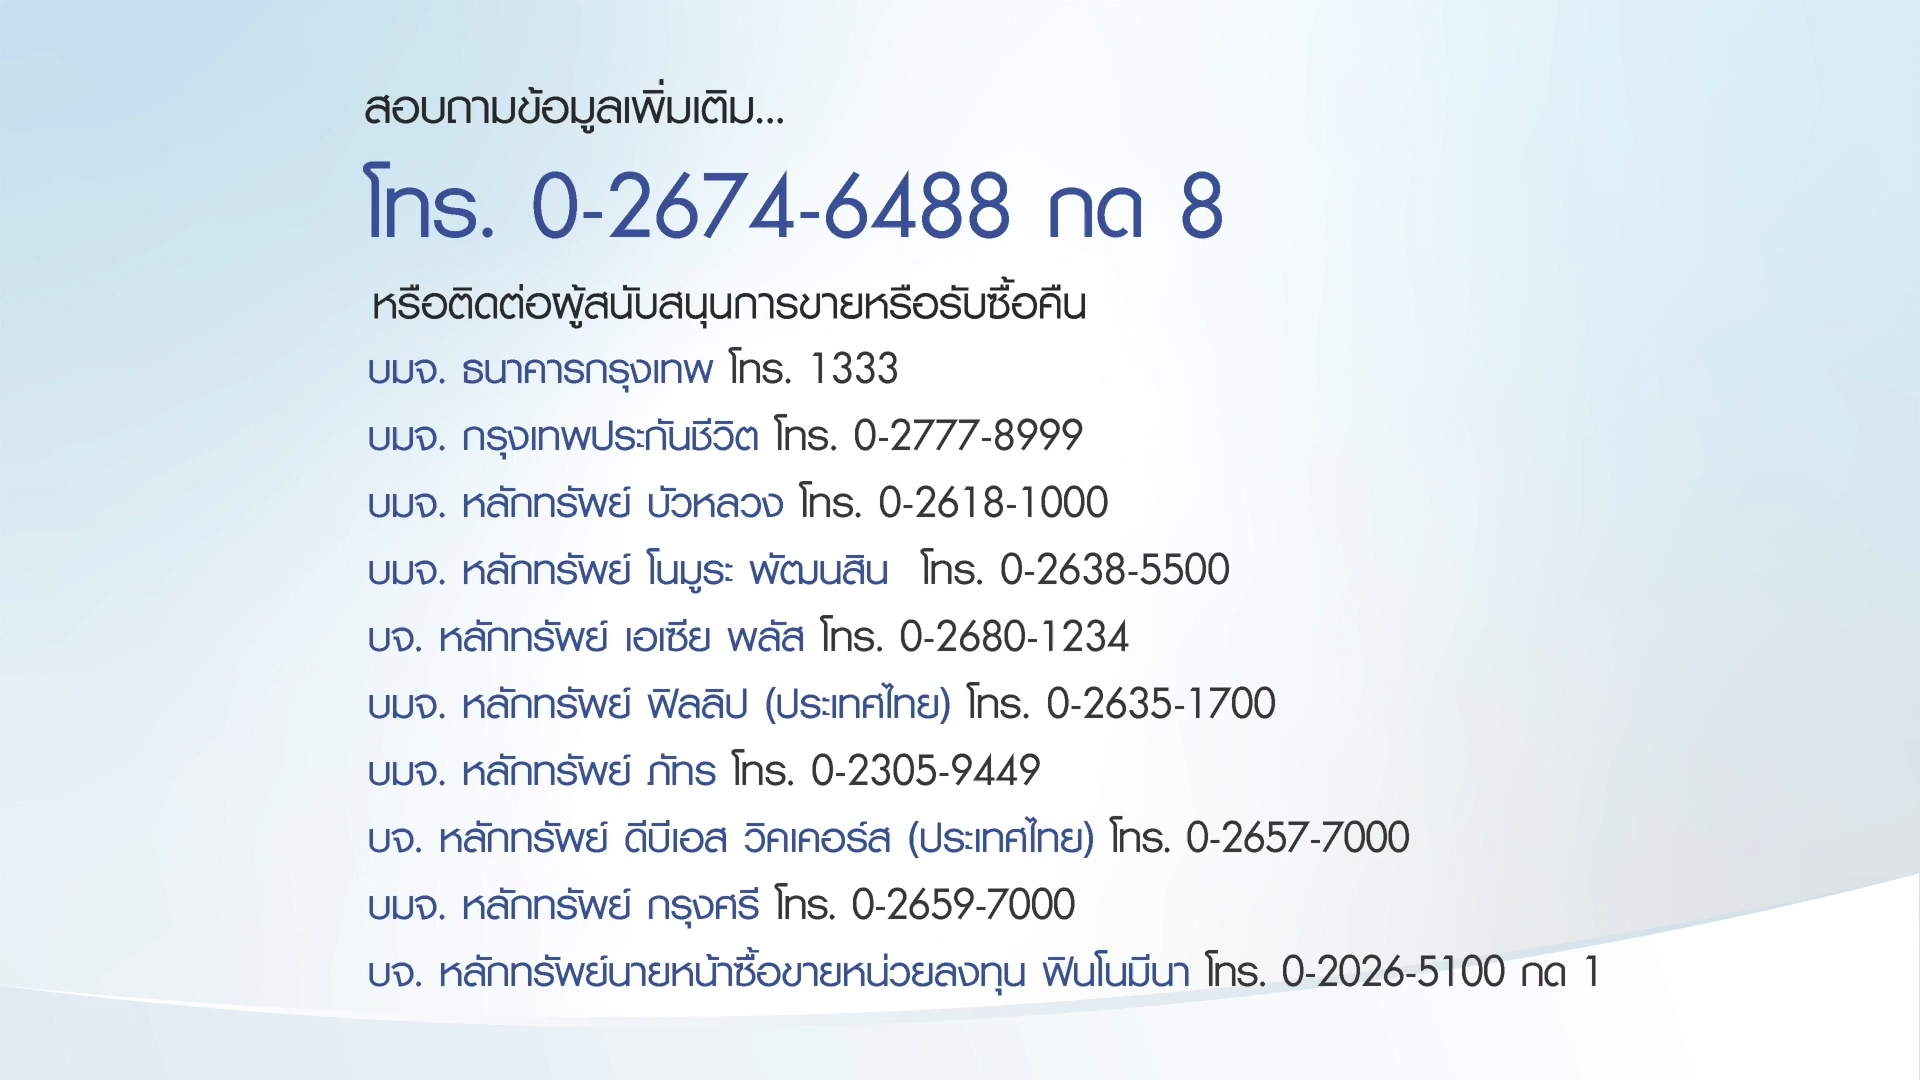 สอบถามข้อมูลเพิ่มเติม...
โทร. 0-2674-6488 กด 8
หรือติดต่อผู้สนับสนุนการขายหรือรับซื้อคืน
บมจ. ธนาคารกรุงเทพ โทร. 1333
บมจ. กรุงเทพประกันชีวิต โทร. 0-2777-8999
บมจ. หลักทรัพย์ บัวหลวง โทร. 0-2618-1000
บมจ. หลักทรัพย์ โนมูระ พัฒนสิน โทร. 0-2638-5500
บจ. หลักทรัพย์ เอเซีย พลัส โทร. 0-2680-1234
บมจ. หลักทรัพย์ ฟิลลิป (ประเทศไทย) โทร. 0-2635-1700
บมจ. หลักทรัพย์ ภัทร โทร. 0-2305-9449
บจ. หลักทรัพย์ ดีบีเอส วิคเคอร์ส (ประเทศไทย) โทร. 0-2657-7000
บมจ. หลักทรัพย์ กรุงศรี โทร. 0-2659-7000
บจ. หลักทรัพย์นายหน้าซื้อขายหน่วยลงทุน ฟินโนมีนา โทร. 0-2026-5100 กด 1